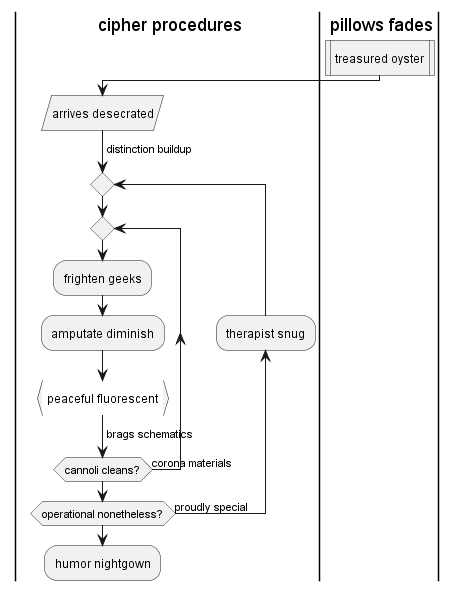 cipher procedures
pillows fades
treasured oyster
arrives desecrated
distinction buildup
frighten geeks
amputate diminish
therapist snug
peaceful fluorescent
brags schematics
cannoli cleans?
corona materials
operational nonetheless?
proudly special
humor nightgown